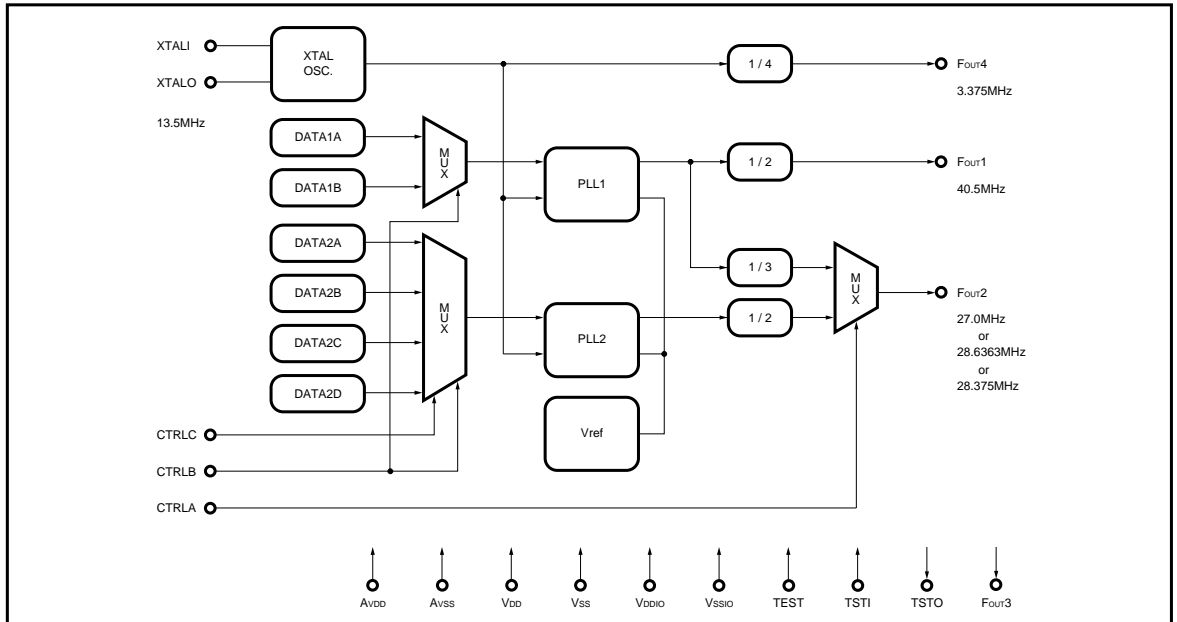 XTALI
XTALO
13.5MHz
XTAL
OSC.
1 / 4
FOUT4
3.375MHz
DATA1A
DATA1B
MUX
PLL1
1 / 2
FOUT1
40.5MHz
DATA2A
DATA2B
DATA2C
DATA2D
MUX
PLL2
Vref
1 / 3
1 / 2
MUX
FOUT2
27.0MHz
or
28.6363MHz
or
28.375MHz
CTRLC
CTRLB
CTRLA
AVDD
AVSS
VDD
VSS
VDDIO
VSSIO
TEST
TSTI
TSTO
FOUT3